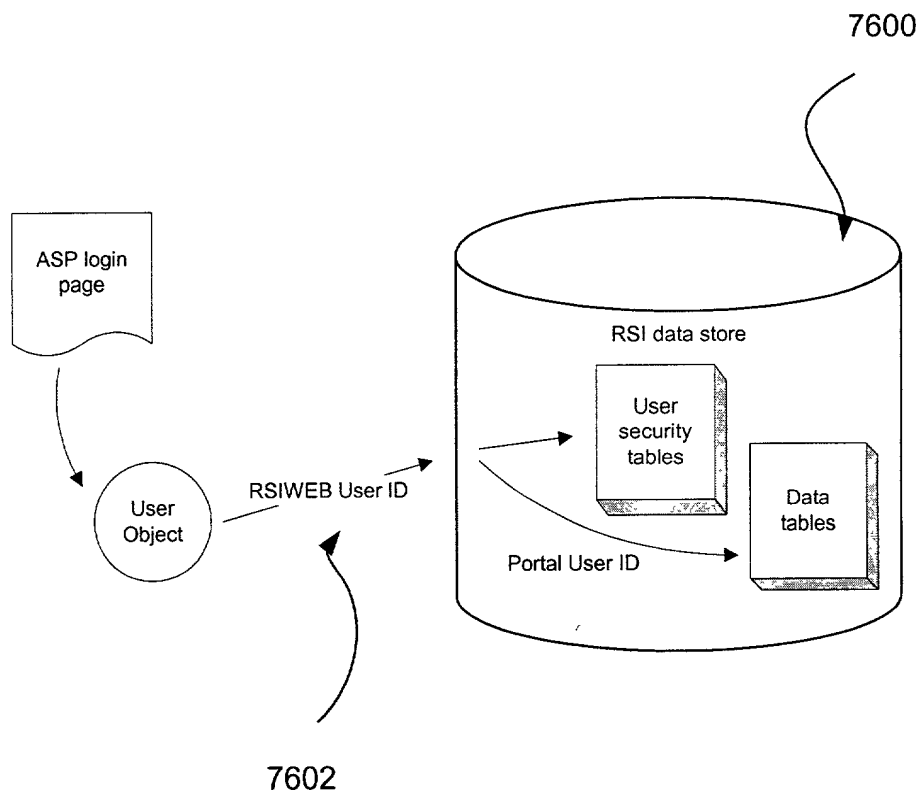 7600
ASP login
page
RSI data store
User
security
tables
RSIWEB User ID
User
Object
Data
tables
Portal User ID
7602